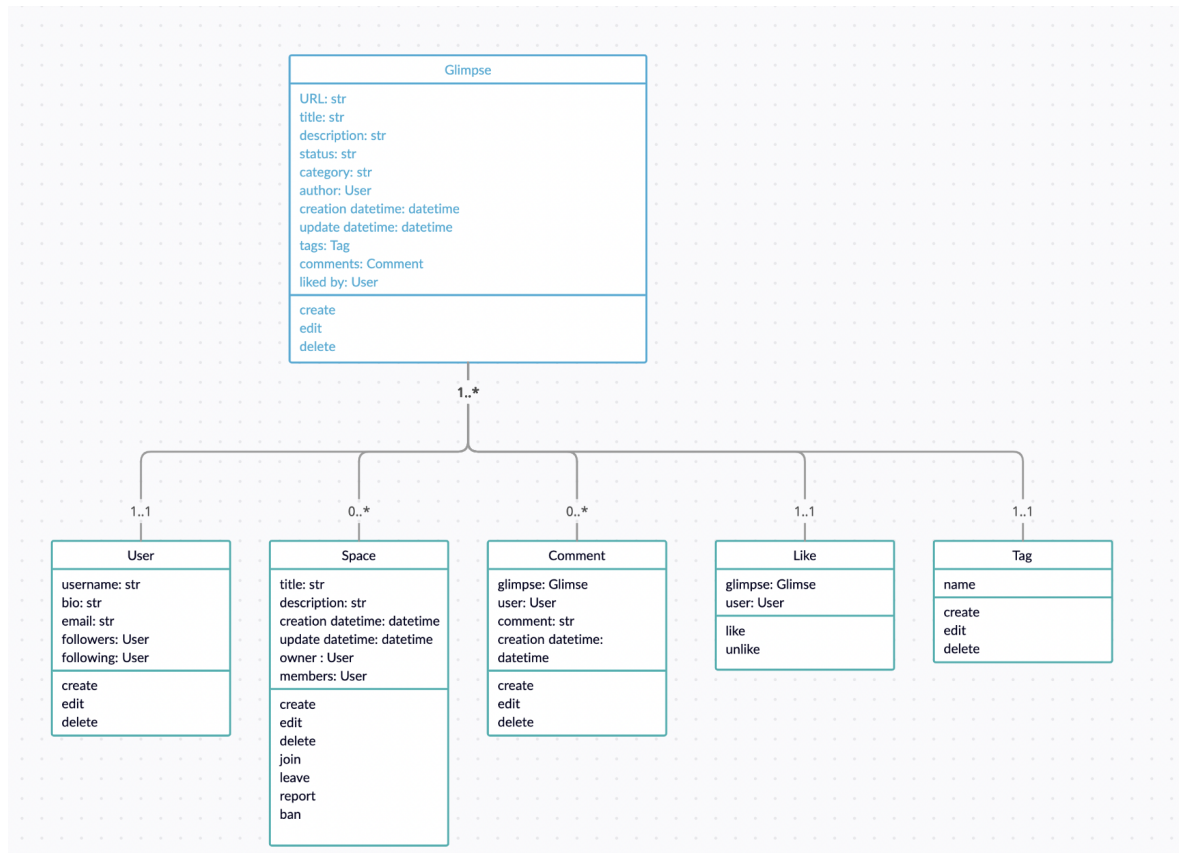 Glimpse
URL: str
title: str
description: str
status: str
category: str
author: User
creation datetime: datetime
update datetime: datetime
tags: Tag
comments: Comment
liked by: User
create
edit
delete
1..*
1..1
0..*
0..*
1..1
1..1
User
username: str
bio: str
email: str
followers: User
following: User
create
edit
delete
Space
title: str
description: str
creation datetime: datetime
update datetime: datetime
owner : User
members: User
create
edit
delete
join
leave
report
ban
Comment
glimpse: Glimse
user: User
comment: str
creation datetime:
datetime
create
edit
delete
Like
glimpse: Glimse
user: User
like
unlike
Tag
name
create
edit
delete